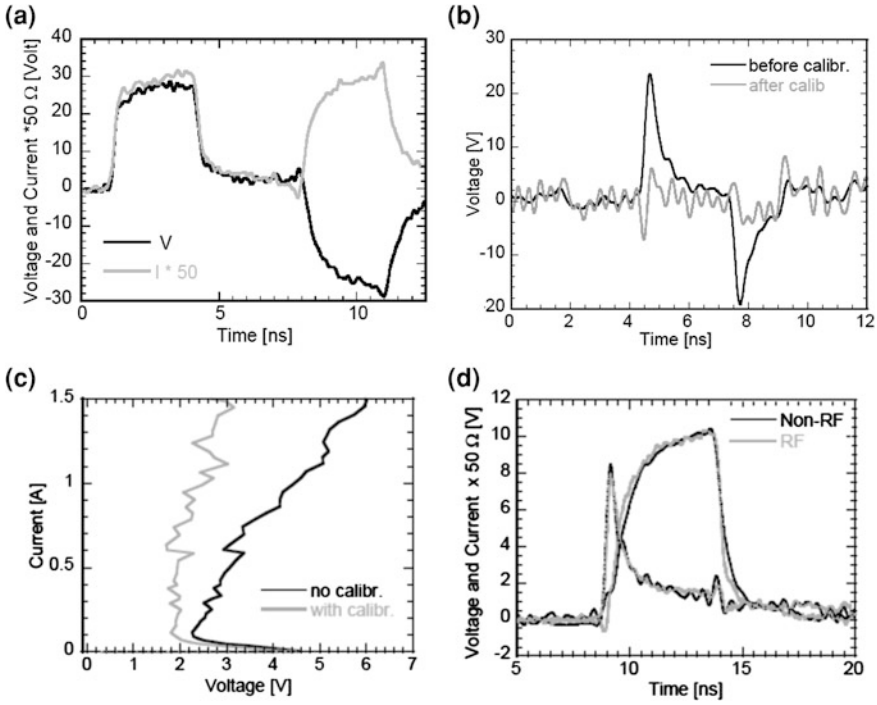 (a)
Voltage and Current *50 Ω [Volt]
40
30
20
10
0
-10
-20
-30
V
I * 50
0
5
10
Time [ns]
(b)
Voltage [V]
30
20
10
0
-10
20
before calibr.
after calib
0
2
4
6
8
10
12
Time [ns]
(c)
Current [A]
1.5
1
0.5
0
no calibr.
with calibr.
0
1
2
3
4
5
6
7
Voltage [V]
(d)
Voltage and Current x 50 Ω [V]
12
10
8
6
4
2
0
-2
Non-RF
RF
5
10
15
20
Time [ns]